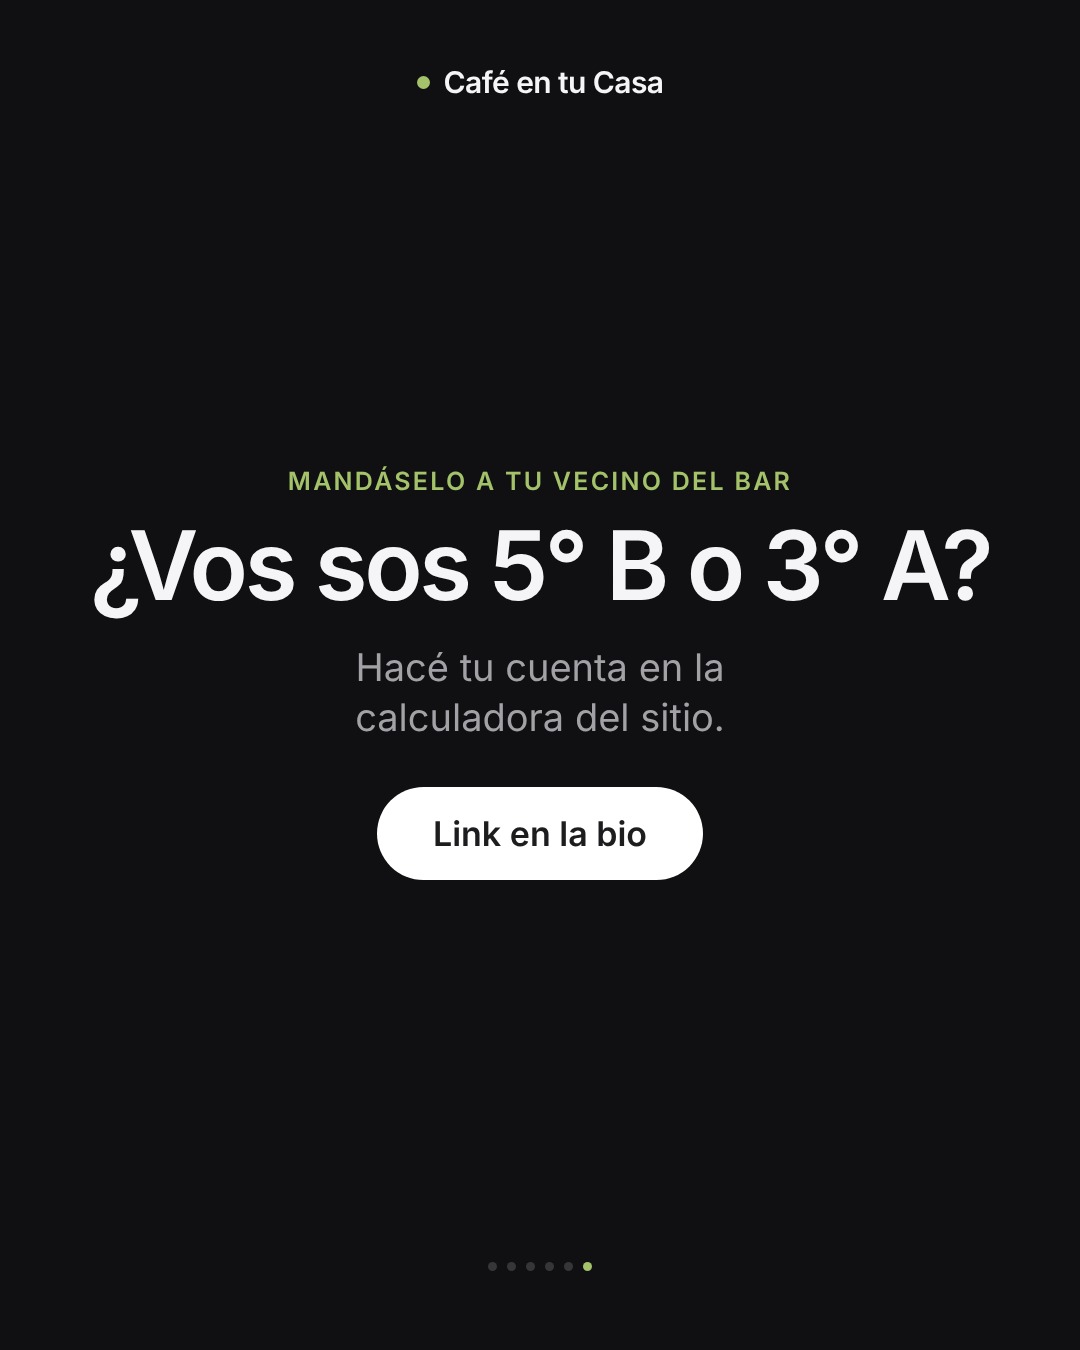 Café en tu Casa
MANDÁSELO A TU VECINO DEL BAR
¿Vos sos 5° B o 3° A?
Hacé tu cuenta en la
calculadora del sitio.
Link en la bio